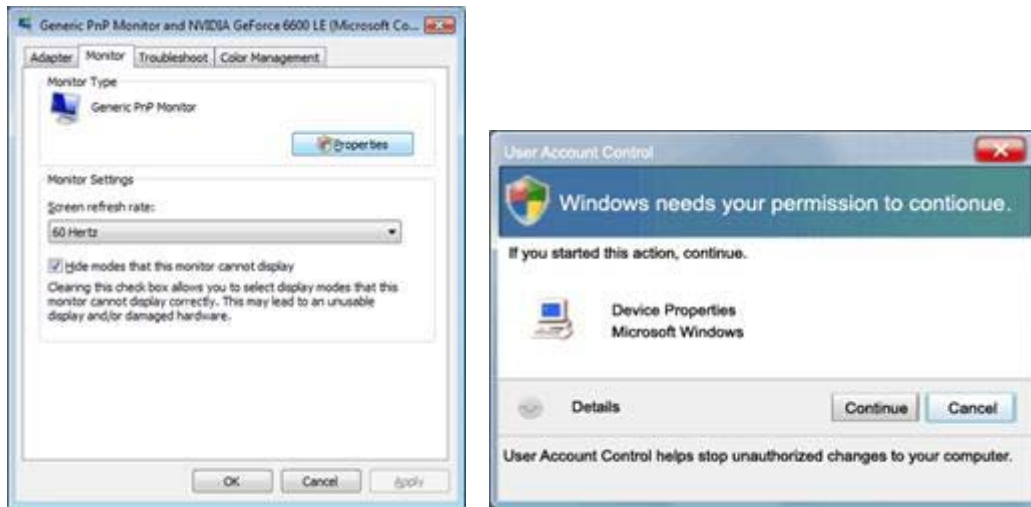 Generic PnP Monitor and NVIDIA GeForce 6600 LE (Microsoft Co...
Adapter Monitor Troubleshoot Color Management
Monitor Type
Generic PnP Monitor
Properties
Monitor Settings
Screen refresh rate:
60 Hertz
Hide modes that this monitor cannot display
Clearing this check box allows you to select display modes that this
monitor cannot display correctly. This may lead to an unusable
display and/or damaged hardware.
OK Cancel Apply
User Account Control
Windows needs your permission to contionue.
If you started this action, continue.
Device Properties
Microsoft Windows
Details Continue Cancel
User Account Control helps stop unauthorized changes to your computer.